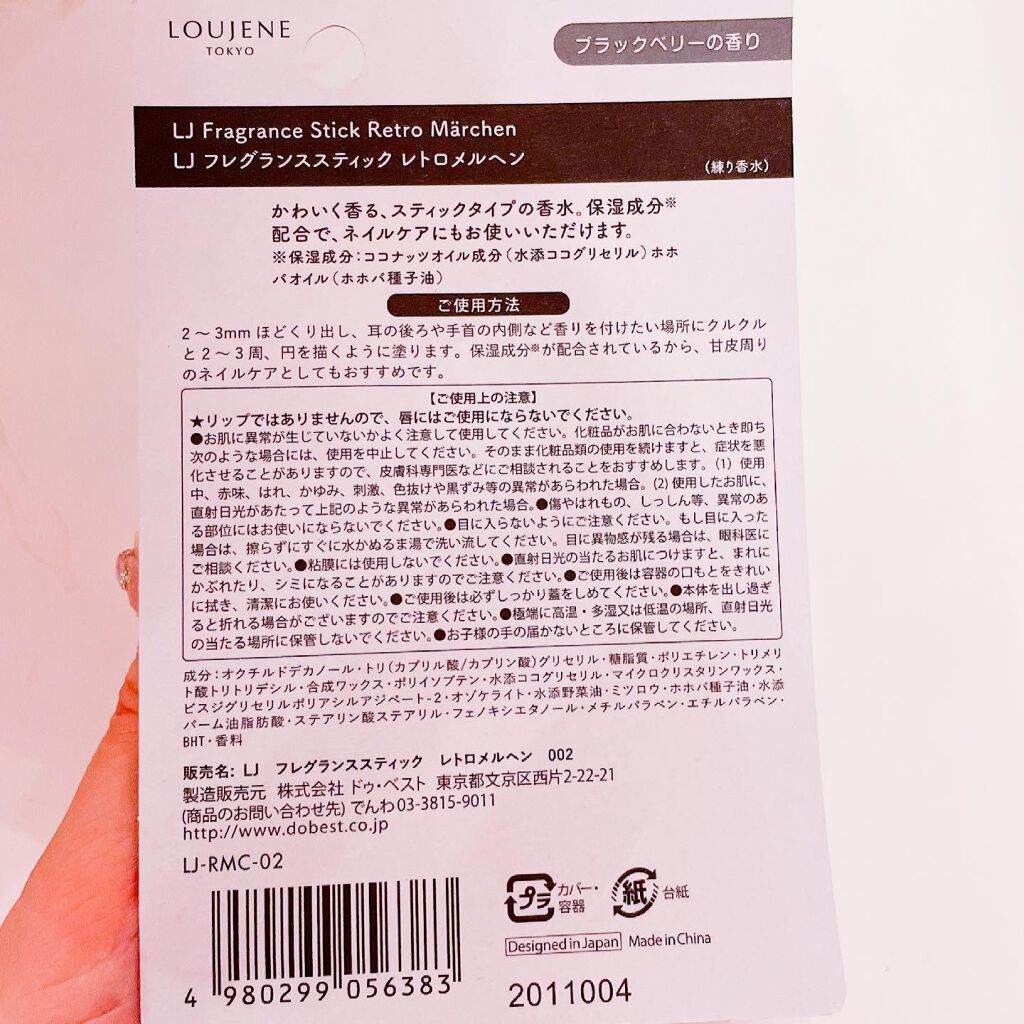 LOUJENE
TOKYO
ブラックベリーの香り
LJ Fragrance Stick Retro Märchen
LJ フレグランススティック レトロメルヘン
(練り香水)
かわいく香る、スティックタイプの香水。保湿成分※
配合で、ネイルケアにもお使いいただけます。
※保湿成分：ココナッツオイル成分（水添ココグリセリル）ホホ
バオイル（ホホバ種子油）
ご使用方法
2～3mm ほどくり出し、耳の後ろや手首の内側など香りを付けたい場所にクルクル
と2～3周、円を描くように塗ります。保湿成分※が配合されているから、甘皮周り
のネイルケアとしてもおすすめです。
【ご使用上の注意】
★リップではありませんので、唇にはご使用にならないでください。
●お肌に異常が生じていないかよく注意して使用してください。化粧品がお肌に合わないとき即ち
次のような場合には、使用を中止してください。そのまま化粧品類の使用を続けますと、症状を悪
化させることがありますので、皮膚科専門医などにご相談されることをおすすめします。(1) 使用
中、赤味、はれ、かゆみ、刺激、色抜けや黒ずみ等の異常があらわれた場合。(2) 使用したお肌に、
直射日光があたって上記のような異常があらわれた場合。●傷やはれもの、しっしん等、異常のあ
る部位にはお使いにならないでください。●目に入らないようにご注意ください。もし目に入った
場合は、擦らずにすぐに水かぬるま湯で洗い流してください。目に異物感が残る場合は、眼科医に
ご相談ください。●粘膜には使用しないでください。●直射日光の当たるお肌につけますと、まれに
かぶれたり、シミになることがありますのでご注意ください。●ご使用後は容器の口もとをきれい
に拭き、清潔にお使いください。●ご使用後は必ずしっかり蓋をしめてください。●本体を出し過ぎ
ると折れる場合がございますのでご注意ください。●極端に高温・多湿又は低温の場所、直射日光
の当たる場所に保管しないでください。●お子様の手の届かないところに保管してください。
成分：オクチルドデカノール・トリ(カプリル酸/カプリン酸)グリセリル・糖脂質・ポリエチレン・トリメリ
ト酸トリトリデシル・合成ワックス・ポリイソブテン・水添ココグリセリル・マイクロクリスタリンワックス・
ビスジグリセリルポリアシルアジペート-2・オゾケライト・水添野菜油・ミツロウ・ホホバ種子油・水添
パーム油脂肪酸・ステアリン酸ステアリル・フェノキシエタノール・メチルパラベン・エチルパラベン・
BHT・香料
販売名: LJ フレグランススティック レトロメルヘン 002
製造販売元 株式会社 ドゥ・ベスト 東京都文京区西片2-22-21
(商品のお問い合わせ先) でんわ 03-3815-9011
http://www.dobest.co.jp
LJ-RMC-02
プラ カバー・
容器
紙 台紙
Designed in Japan Made in China
4 980299 056383
2011004